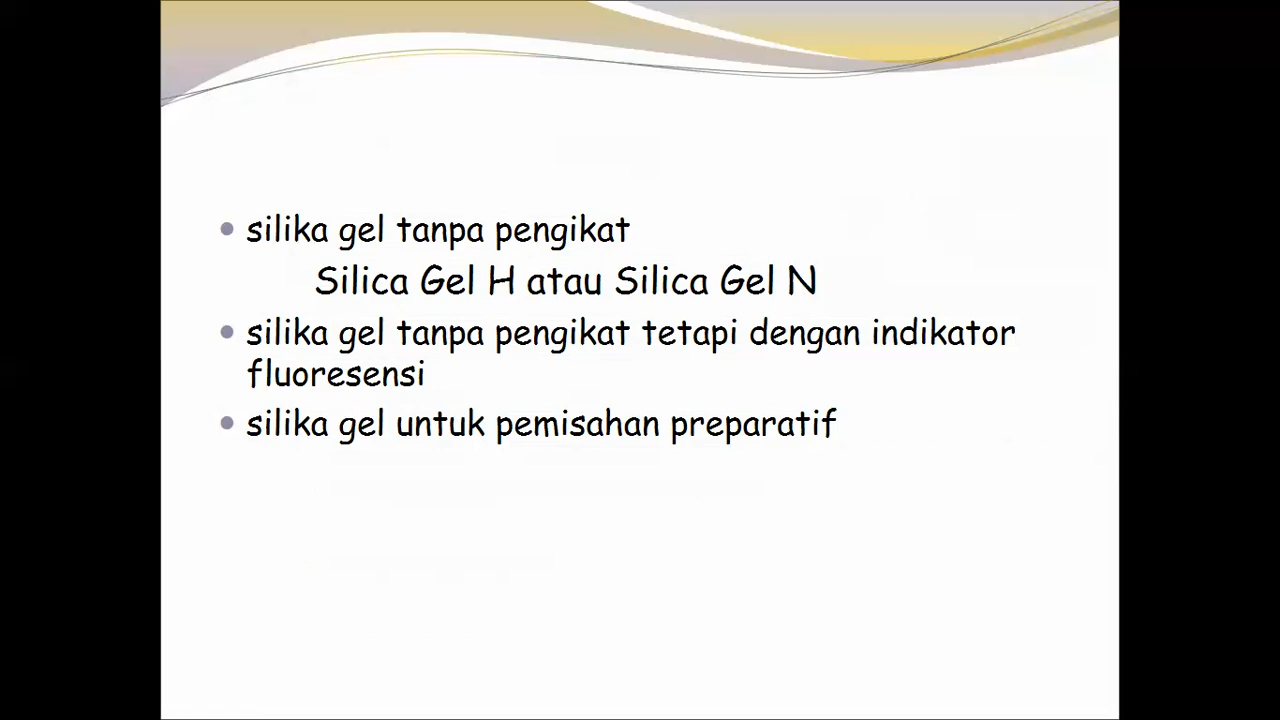 • silika gel tanpa pengikat
Silica Gel H atau Silica Gel N
• silika gel tanpa pengikat tetapi dengan indikator
fluoresensi
• silika gel untuk pemisahan preparatif